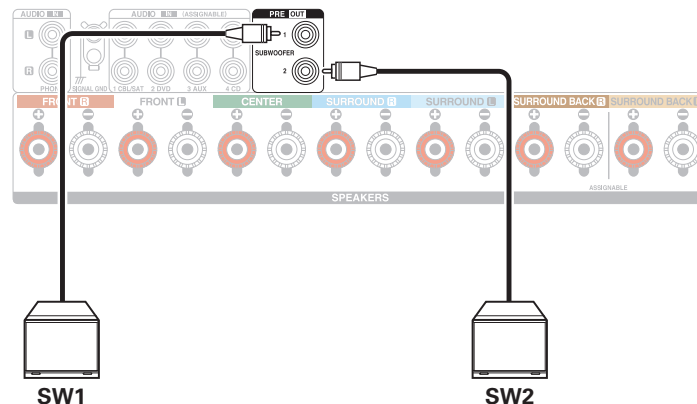 AUDIO IN
AUDIO IN (ASSIGNABLE)
PRE OUT
L
1
SUBWOOFER
R
2
SIGNAL GND
1 CBL/SAT
2 DVD
3 AUX
4 CD
FRONT R
FRONT L
CENTER
SURROUND R
SURROUND L
SURROUND BACK R
SURROUND BACK
+ − + − + − + − + − + − + −
ASSIGNABLE
SPEAKERS
SW1
SW2